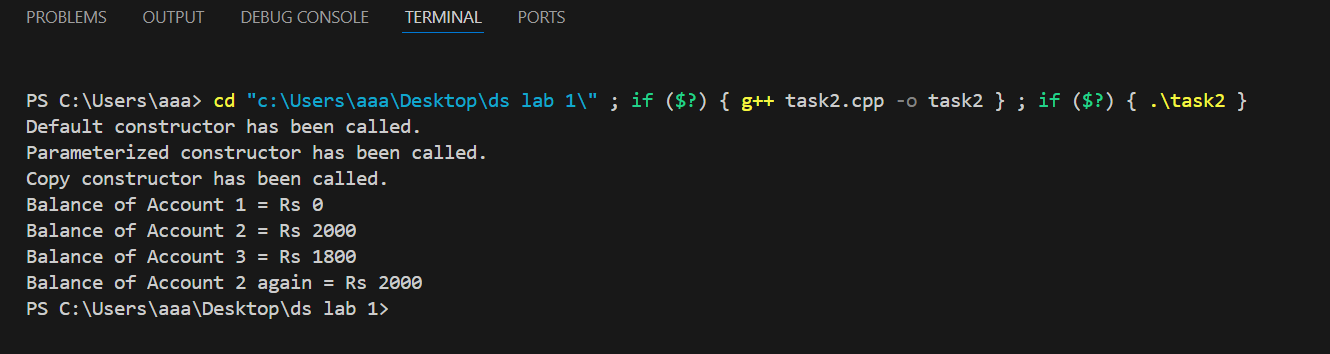 PROBLEMS OUTPUT DEBUG CONSOLE TERMINAL PORTS
PS C:\Users\aaa> cd "c:\Users\aaa\Desktop\ds lab 1\" ; if ($?) { g++ task2.cpp -o task2 } ; if ($?) { .\task2 }
Default constructor has been called.
Parameterized constructor has been called.
Copy constructor has been called.
Balance of Account 1 = Rs 0
Balance of Account 2 = Rs 2000
Balance of Account 3 = Rs 1800
Balance of Account 2 again = Rs 2000
PS C:\Users\aaa\Desktop\ds lab 1>